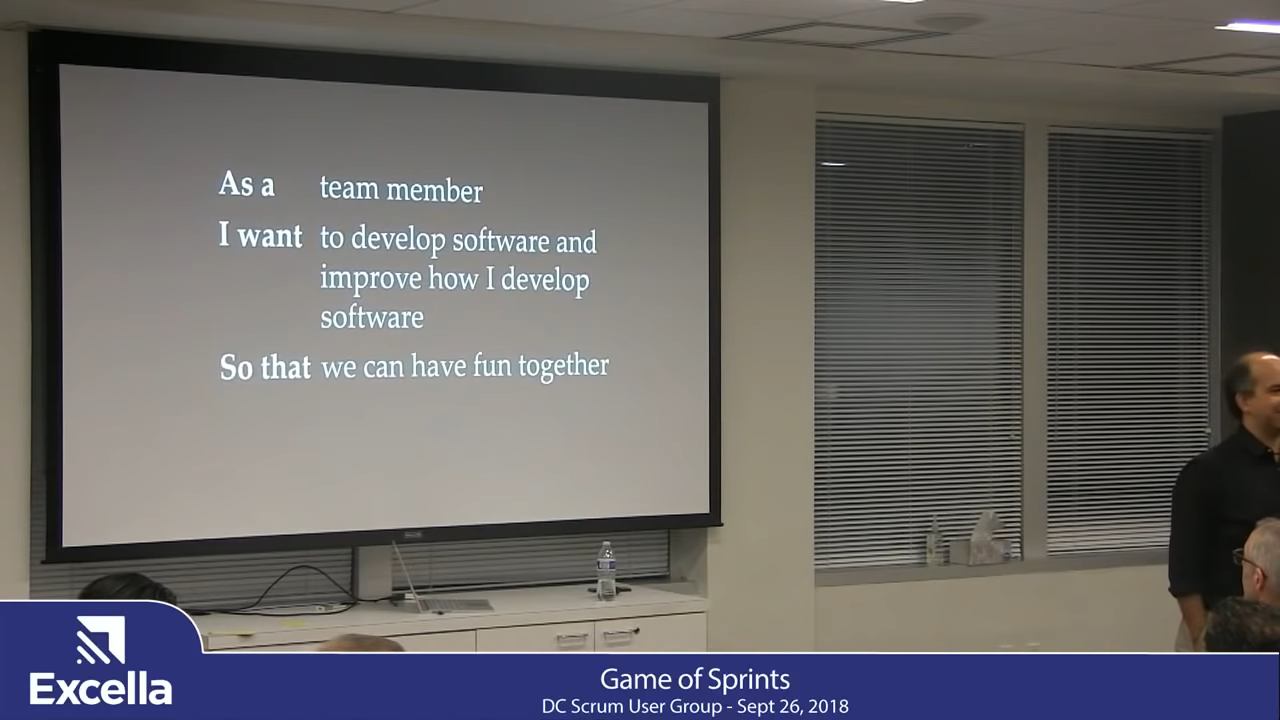 As a team member
I want to develop software and
improve how I develop
software
So that we can have fun together
Excella
Game of Sprints
DC Scrum User Group - Sept 26, 2018